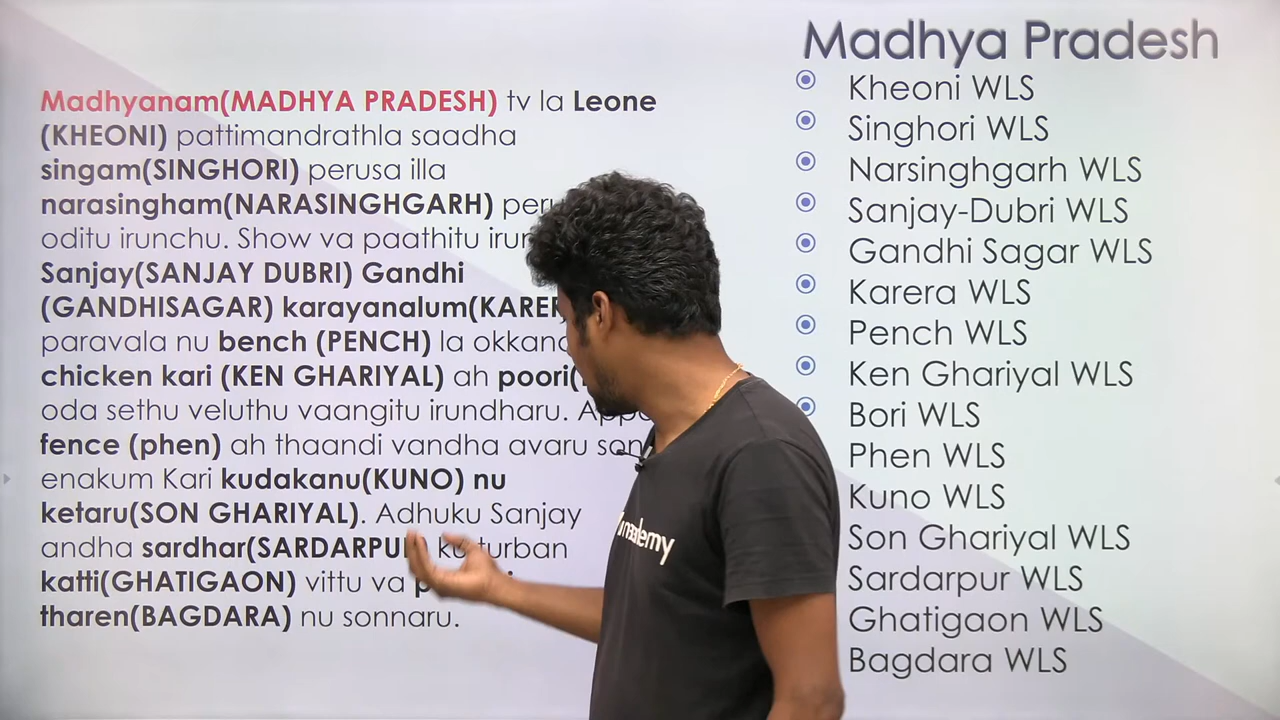 Madhya Pradesh
Madhyanam(MADHYA PRADESH) tv la Leone
(KHEONI) pattimandrathla saadha
singam(SINGHORI) perusa illa
narasingham(NARASINGHGARH)
oditu irunchu. Show va paathitu
Sanjay(SANJAY DUBRI) Gandhi
(GANDHISAGAR) karayanalum
paravala nu bench (PENCH) la
chicken kari (KEN GHARIYAL) ah poori(
oda sethu veluthu vaangitu irundharu.
fence (phen) ah thaandi vandha avaru
enakum Kari kudakanu(KUNO) nu
ketaru(SON GHARIYAL). Adhuku Sanjay
andha sardhar turban
katti(GHATIGAON) vittu va
tharen(BAGDARA) nu sonnaru.
Kheoni WLS
Singhori WLS
Narsinghgarh WLS
Sanjay-Dubri WLS
Gandhi Sagar WLS
Karera WLS
Pench WLS
Ken Ghariyal WLS
Bori WLS
Phen WLS
Kuno WLS
Son Ghariyal WLS
Sardarpur WLS
Ghatigaon WLS
Bagdara WLS